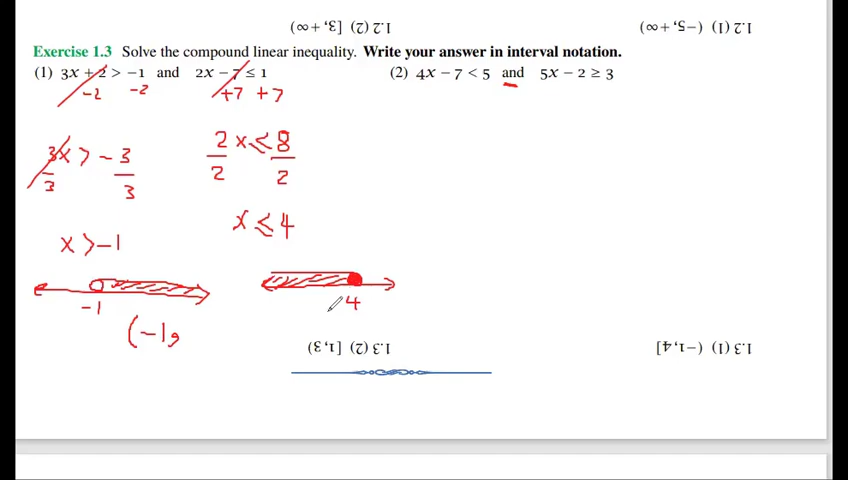 1.2 (2) [3, +∞)
1.2 (1) (−5, +∞)
Exercise 1.3 Solve the compound linear inequality. Write your answer in interval notation.
(1) 3x + 2 > −1 and 2x − 7 ≤ 1
(2) 4x − 7 < 5 and 5x − 2 ≥ 3
−2 −2 +7 +7
3x > −3
3 3
2x ≤ 8
2 2
x ≤ 4
x > −1
−1
4
(−1,
1.3 (2) [1, 3)
1.3 (1) (−1, 4]